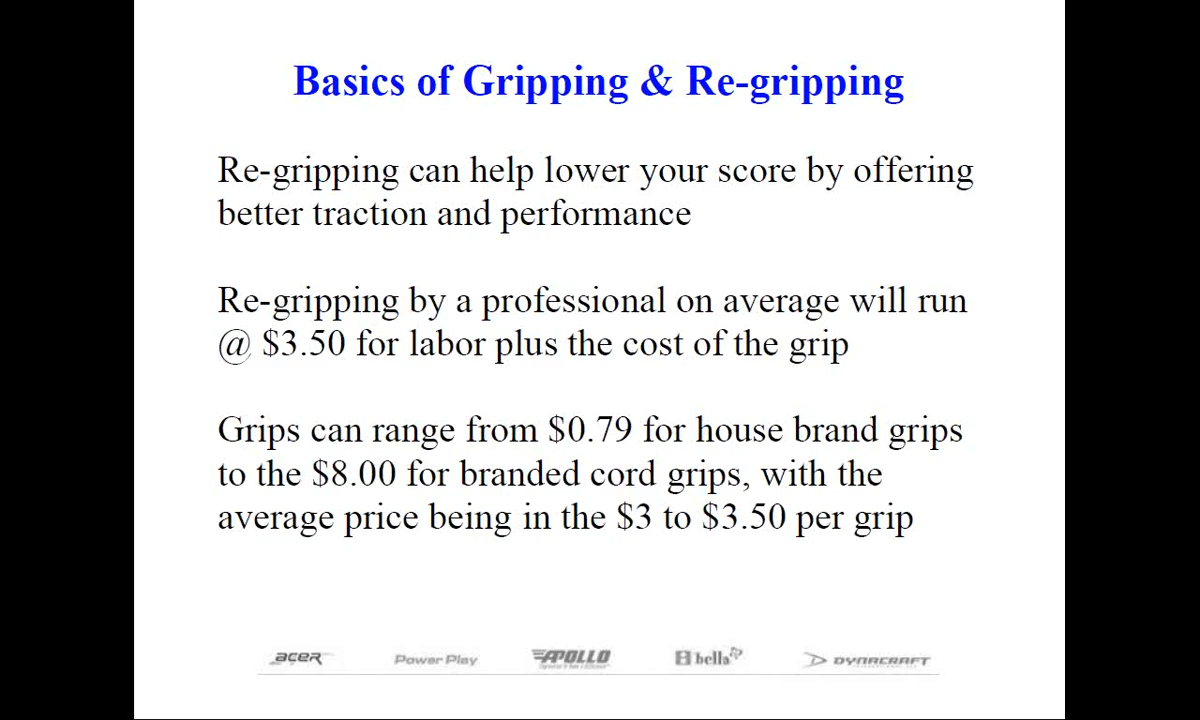 Basics of Gripping & Re-gripping
Re-gripping can help lower your score by offering
better traction and performance
Re-gripping by a professional on average will run
@ $3.50 for labor plus the cost of the grip
Grips can range from $0.79 for house brand grips
to the $8.00 for branded cord grips, with the
average price being in the $3 to $3.50 per grip
acer Power Play APOLLO bella DYNACRAFT